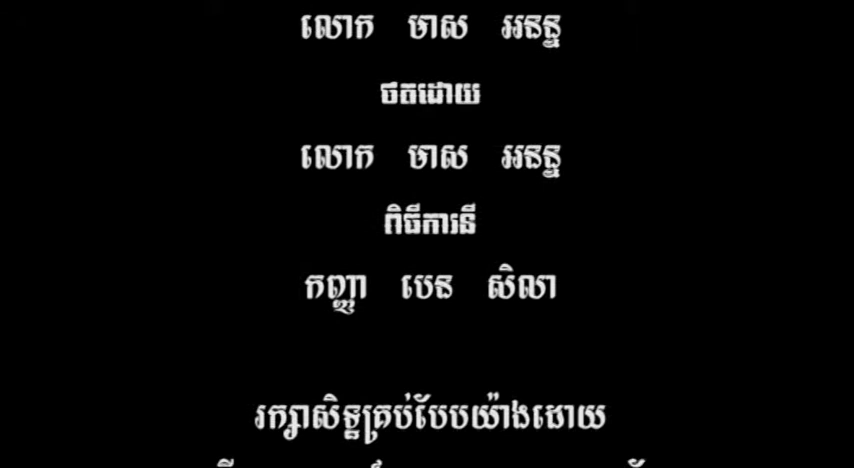 លោក មាស អនន្ទ
ថតដោយ
លោក មាស អនន្ទ
ពិធីការនី
កញ្ញា បេន សិលា
រក្សាសិទ្ធគ្រប់បែបយ៉ាងដោយ